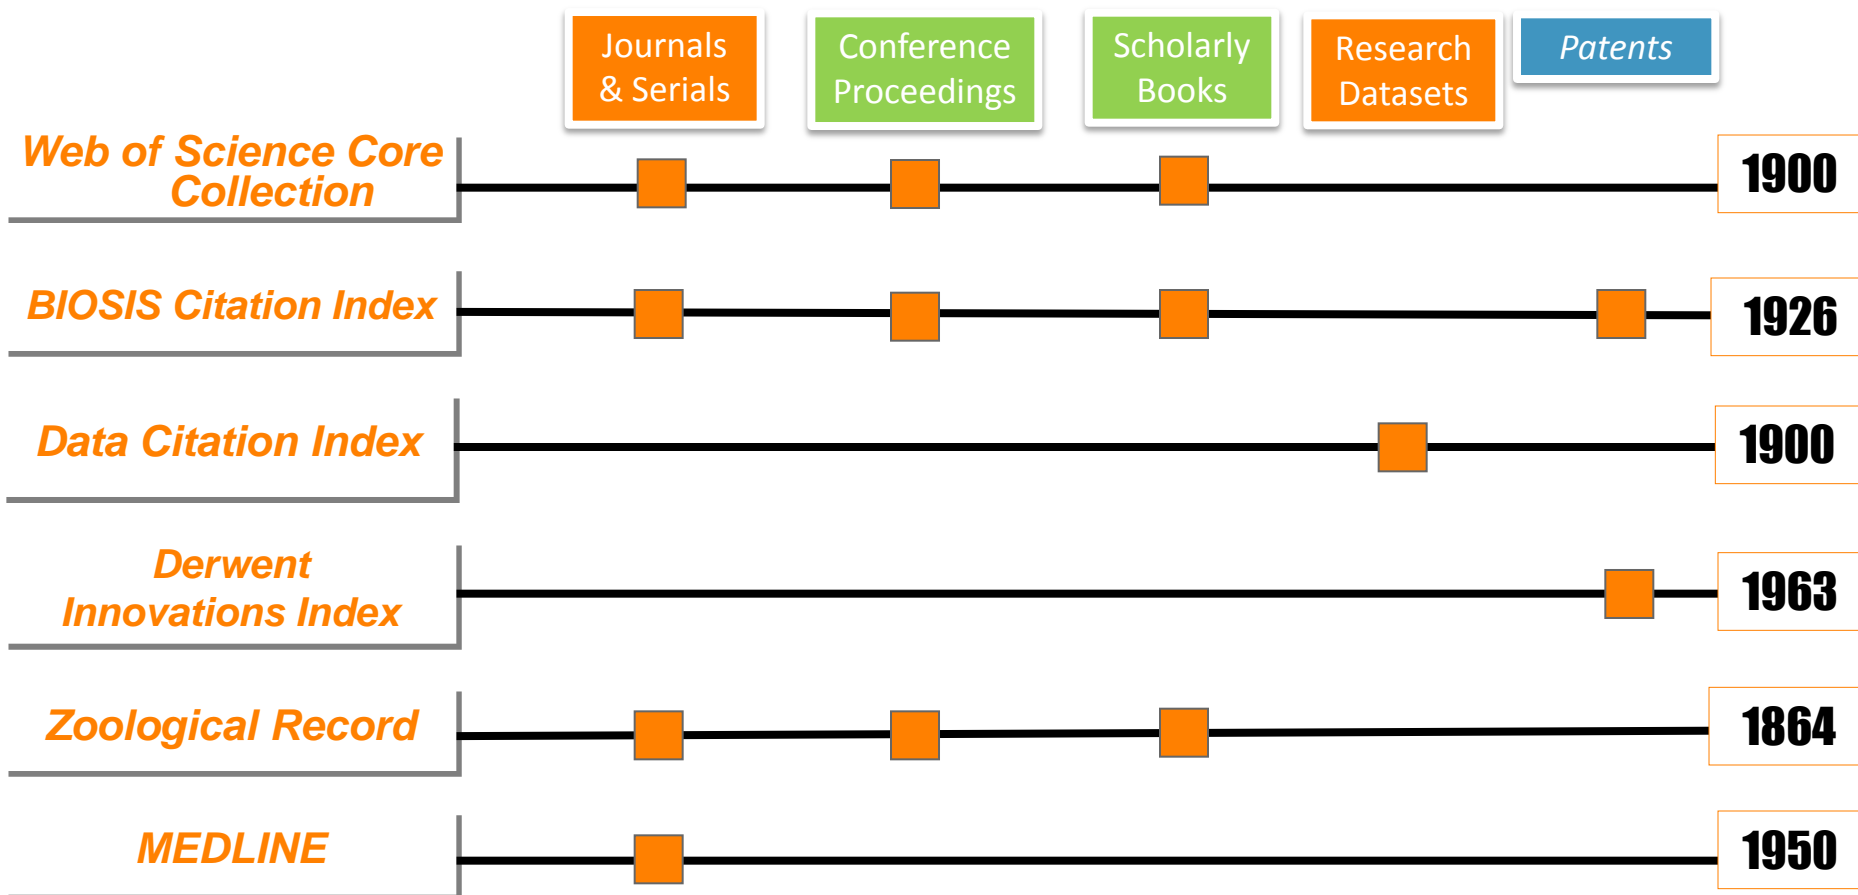 Journals
& Serials
Conference
Proceedings
Scholarly
Books
Research
Datasets
Patents
Web of Science Core
Collection
1900
BIOSIS Citation Index
1926
Data Citation Index
1900
Derwent
Innovations Index
1963
Zoological Record
1864
MEDLINE
1950